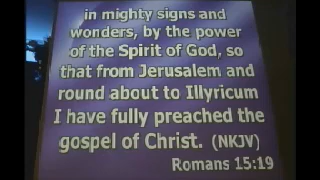 in mighty signs and
wonders, by the power
of the Spirit of God, so
that from Jerusalem and
round about to Illyricum
I have fully preached the
gospel of Christ. (NKJV)
Romans 15:19